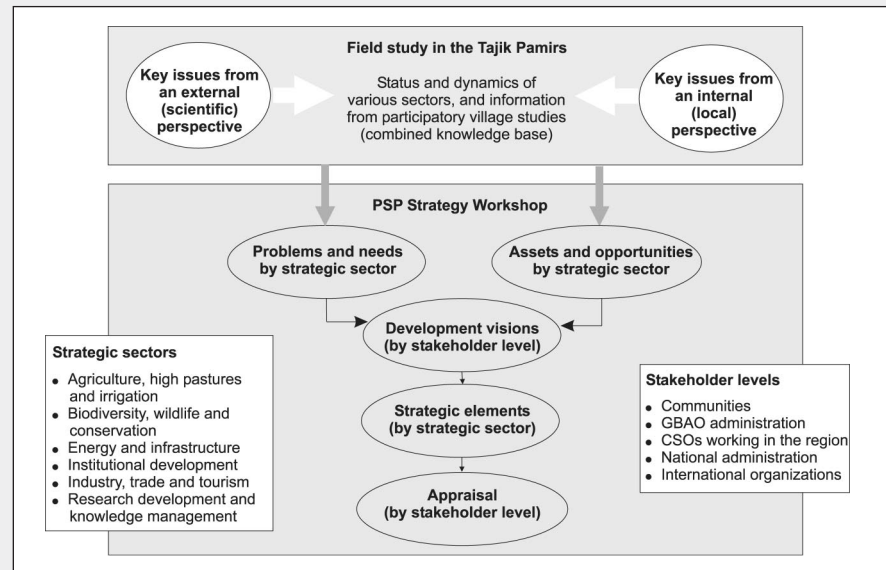 Field study in the Tajik Pamirs
Key issues from
an external
(scientific)
perspective
Status and dynamics of
various sectors, and information
from participatory village studies
(combined knowledge base)
Key issues from
an internal
(local)
perspective
PSP Strategy Workshop
Problems and needs
by strategic sector
Assets and opportunities
by strategic sector
Development visions
(by stakeholder level)
Strategic elements
(by strategic sector)
Appraisal
(by stakeholder level)
Strategic sectors
• Agriculture, high pastures
and irrigation
• Biodiversity, wildlife and
conservation
• Energy and infrastructure
• Institutional development
• Industry, trade and tourism
• Research development and
knowledge management
Stakeholder levels
• Communities
• GBAO administration
• CSOs working in the region
• National administration
• International organizations